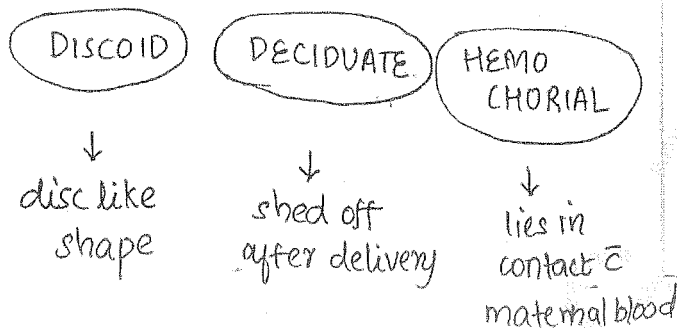 DISCOID
DECIDUATE
HEMO
CHORIAL
↓
disc like
shape
↓
shed off
after delivery
↓
lies in
contact c̄
maternal blood